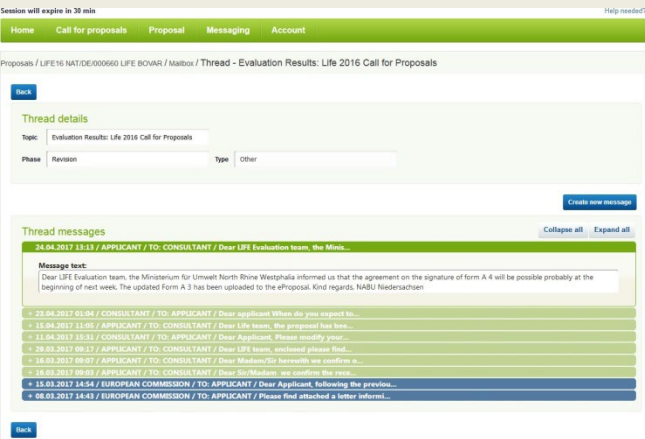 Session will expire in 30 min
Help needed?
Home Call for proposals Proposal Messaging Account
Proposals / LIFE16 NAT/DE/000660 LIFE BOVAR / Mailbox / Thread - Evaluation Results: Life 2016 Call for Proposals
Back
Thread details
Topic Evaluation Results: Life 2016 Call for Proposals
Phase Revision Type Other
Create new message
Thread messages Collapse all Expand all
24.04.2017 13:13 / APPLICANT / TO: CONSULTANT / Dear LIFE Evaluation team, the Minis...
Message text:
Dear LIFE Evaluation team, the Ministerium für Umwelt North Rhine Westphalia informed us that the agreement on the signature of form A 4 will be possible probably at the
beginning of next week. The updated Form A 3 has been uploaded to the eProposal. Kind regards, NABU Niedersachsen
+ 23.04.2017 01:04 / CONSULTANT / TO: APPLICANT / Dear applicant When do you expect to...
+ 15.04.2017 11:05 / APPLICANT / TO: CONSULTANT / Dear Life team, the proposal has bee...
+ 11.04.2017 15:31 / CONSULTANT / TO: APPLICANT / Dear Applicant, Please modify your...
+ 29.03.2017 09:17 / APPLICANT / TO: CONSULTANT / Dear LIFE team, enclosed please find...
+ 16.03.2017 09:07 / APPLICANT / TO: CONSULTANT / Dear Madam/Sir herewith we confirm o...
+ 16.03.2017 09:03 / APPLICANT / TO: CONSULTANT / Dear Sir/Madam we confirm the rece...
+ 15.03.2017 14:54 / EUROPEAN COMMISSION / TO: APPLICANT / Dear Applicant, following the previou...
+ 08.03.2017 14:43 / EUROPEAN COMMISSION / TO: APPLICANT / Please find attached a letter informi...
Back